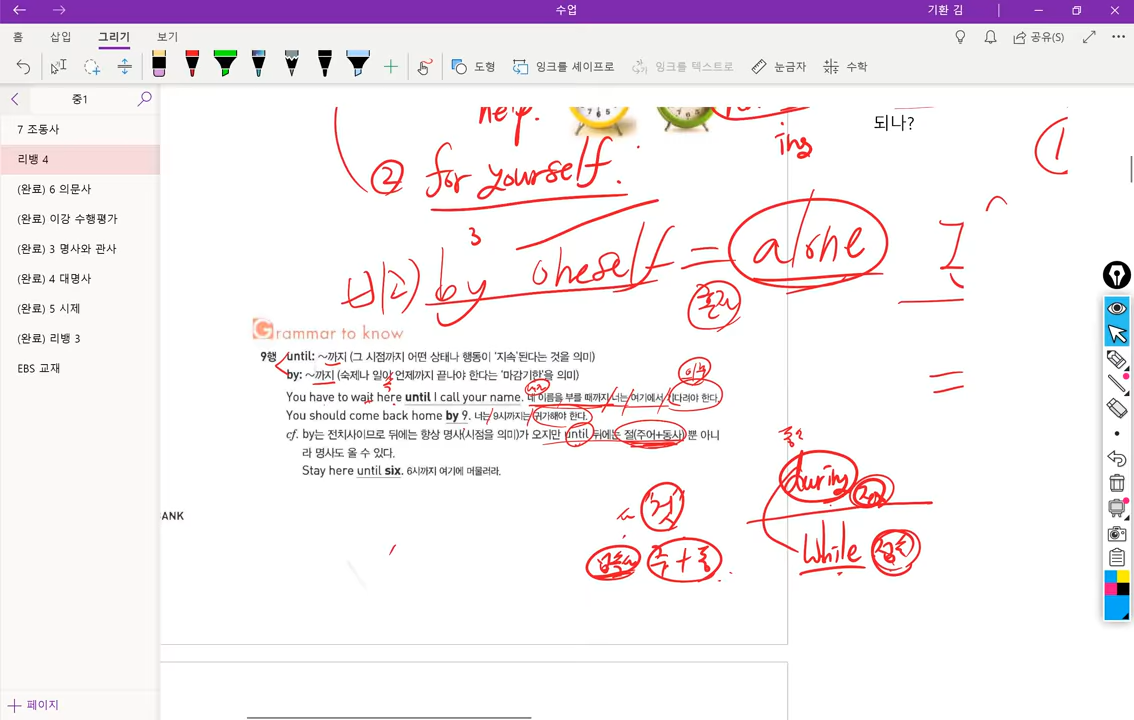 수업
기환 김
홈 삽입 그리기 보기
공유(S)
도형 잉크를 셰이프로 잉크를 텍스트로 눈금자 수학
중1
7 조동사
리뱅 4
(완료) 6 의문사
(완료) 이강 수행평가
(완료) 3 명사와 관사
(완료) 4 대명사
(완료) 5 시제
(완료) 리뱅 3
EBS 교재
페이지
help.
ing
되나?
② for yourself.
3
비교) by oneself = alone
혼자
Grammar to know
9행 until: ~까지 (그 시점까지 어떤 상태나 행동이 '지속'된다는 것을 의미)
by: ~까지 (숙제나 일이 언제까지 끝나야 한다는 '마감기한'을 의미)
You have to wait here until I call your name. 내 이름을 부를 때까지 너는 여기에서 기다려야 한다.
You should come back home by 9. 너는 9시까지는 귀가해야 한다.
cf. by는 전치사이므로 뒤에는 항상 명사(시점을 의미)가 오지만 until 뒤에는 절(주어+동사) 뿐 아니
라 명사도 올 수 있다.
Stay here until six. 6시까지 여기에 머물러라.
ANK
during
것
주+동
while 접속
=